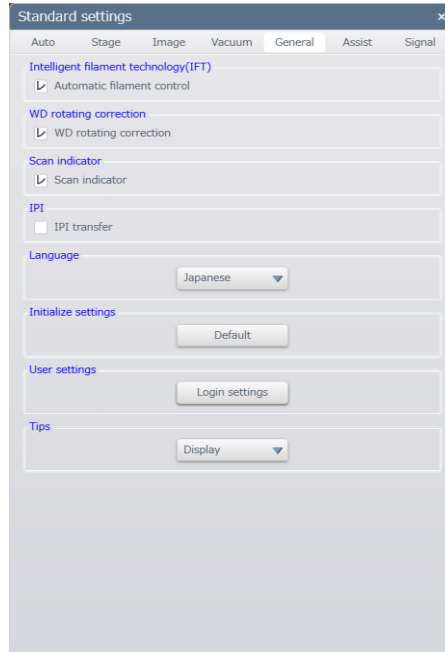 Standard settings ×
Auto Stage Image Vacuum General Assist Signal
Intelligent filament technology(IFT)
Automatic filament control
WD rotating correction
WD rotating correction
Scan indicator
Scan indicator
IPI
IPI transfer
Language
Japanese
Initialize settings
Default
User settings
Login settings
Tips
Display